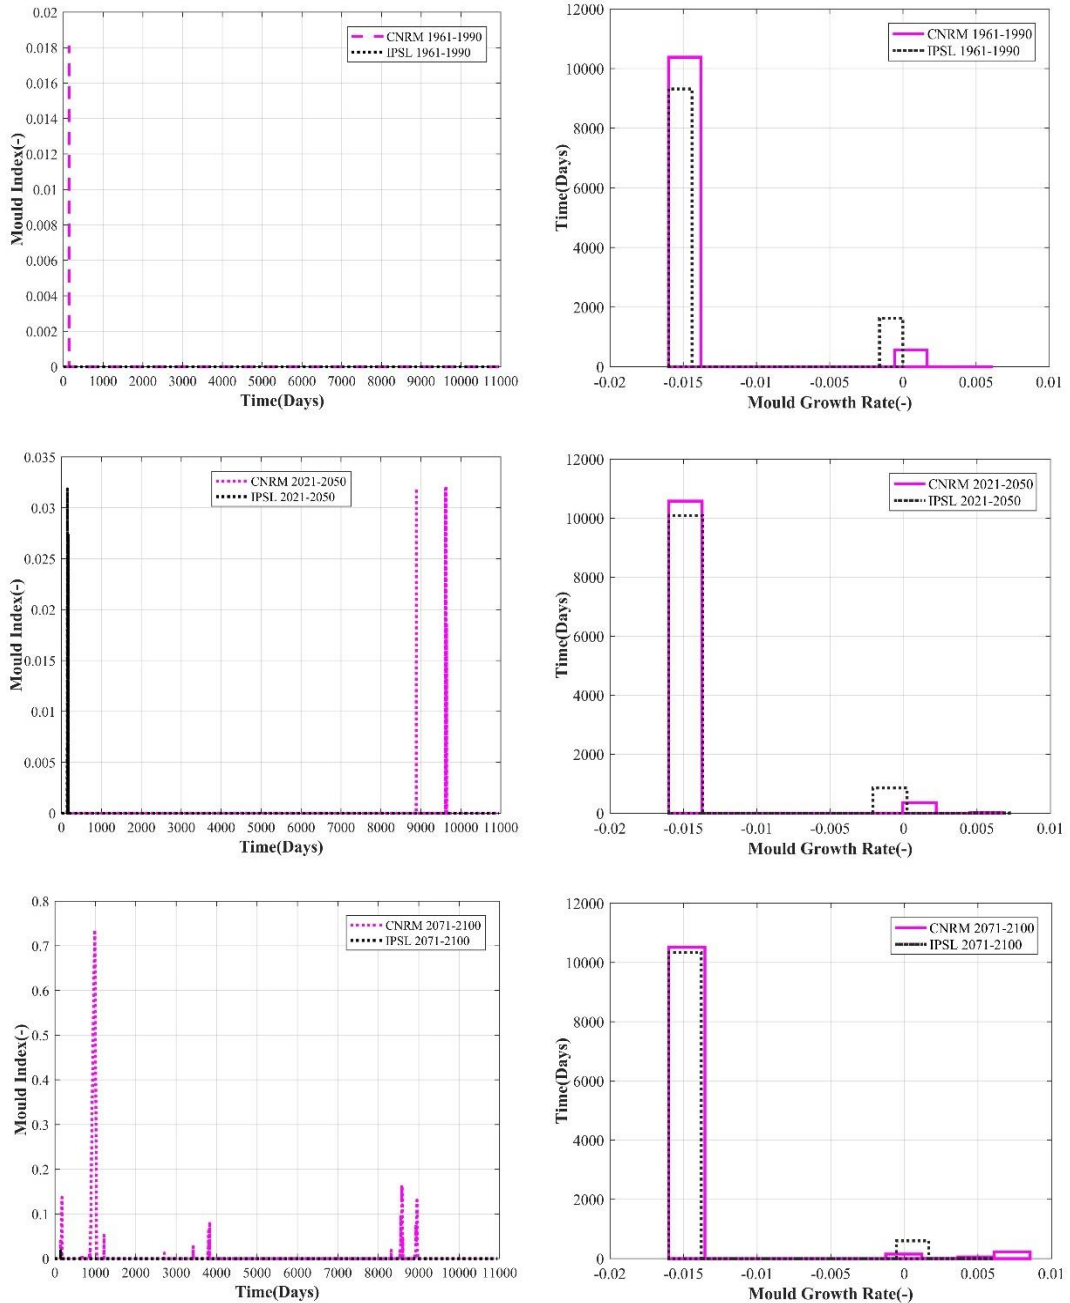 0.02
0.018
0.016
0.014
0.012
0.01
0.008
0.006
0.004
0.002
0
Mould Index(-)
CNRM 1961-1990
IPSL 1961-1990
0 1000 2000 3000 4000 5000 6000 7000 8000 9000 10000 11000
Time(Days)
12000
10000
8000
6000
4000
2000
0
Time(Days)
CNRM 1961-1990
IPSL 1961-1990
-0.02 -0.015 -0.01 -0.005 0 0.005 0.01
Mould Growth Rate(-)
0.035
0.03
0.025
0.02
0.015
0.01
0.005
0
Mould Index(-)
CNRM 2021-2050
IPSL 2021-2050
0 1000 2000 3000 4000 5000 6000 7000 8000 9000 10000 11000
Time(Days)
12000
10000
8000
6000
4000
2000
0
Time(Days)
CNRM 2021-2050
IPSL 2021-2050
-0.02 -0.015 -0.01 -0.005 0 0.005 0.01
Mould Growth Rate(-)
0.8
0.7
0.6
0.5
0.4
0.3
0.2
0.1
0
Mould Index(-)
CNRM 2071-2100
IPSL 2071-2100
0 1000 2000 3000 4000 5000 6000 7000 8000 9000 10000 11000
Time(Days)
12000
10000
8000
6000
4000
2000
0
Time(Days)
CNRM 2071-2100
IPSL 2071-2100
-0.02 -0.015 -0.01 -0.005 0 0.005 0.01
Mould Growth Rate(-)